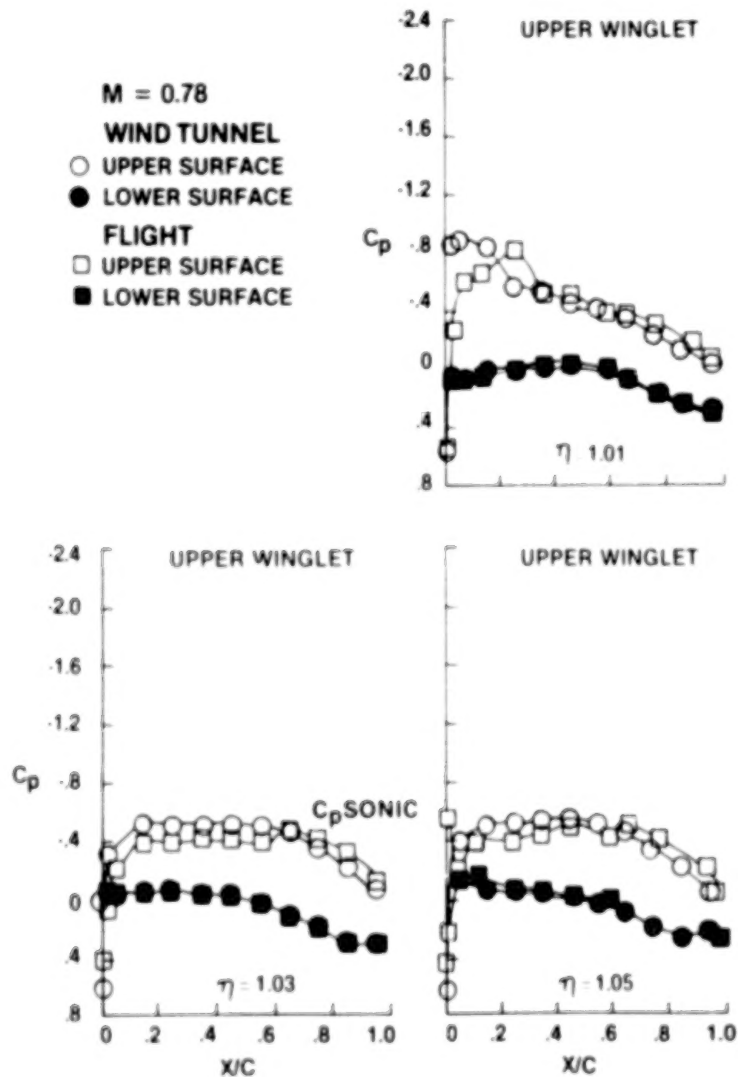 M = 0.78
WIND TUNNEL
UPPER SURFACE
LOWER SURFACE
FLIGHT
UPPER SURFACE
LOWER SURFACE
UPPER WINGLET
-2.4
-2.0
-1.6
-1.2
Cp
-.8
-.4
0
.4
.8
η = 1.01
UPPER WINGLET
-2.4
-2.0
-1.6
-1.2
Cp
-.8
-.4
0
.4
.8
CpSONIC
η = 1.03
0 .2 .4 .6 .8 1.0
X/C
UPPER WINGLET
η = 1.05
0 .2 .4 .6 .8 1.0
X/C